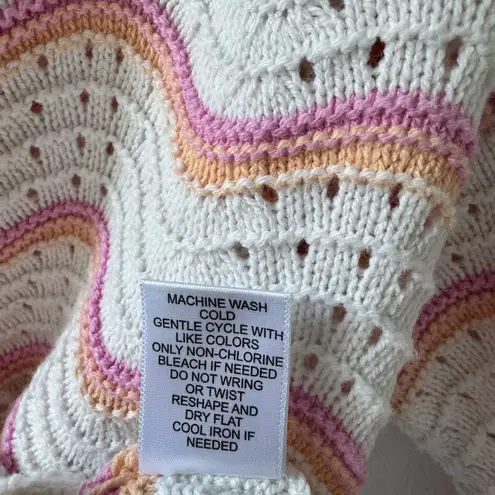 MACHINE WASH
COLD
GENTLE CYCLE WITH
LIKE COLORS
ONLY NON-CHLORINE
BLEACH IF NEEDED
DO NOT WRING
OR TWIST
RESHAPE AND
DRY FLAT
COOL IRON IF
NEEDED